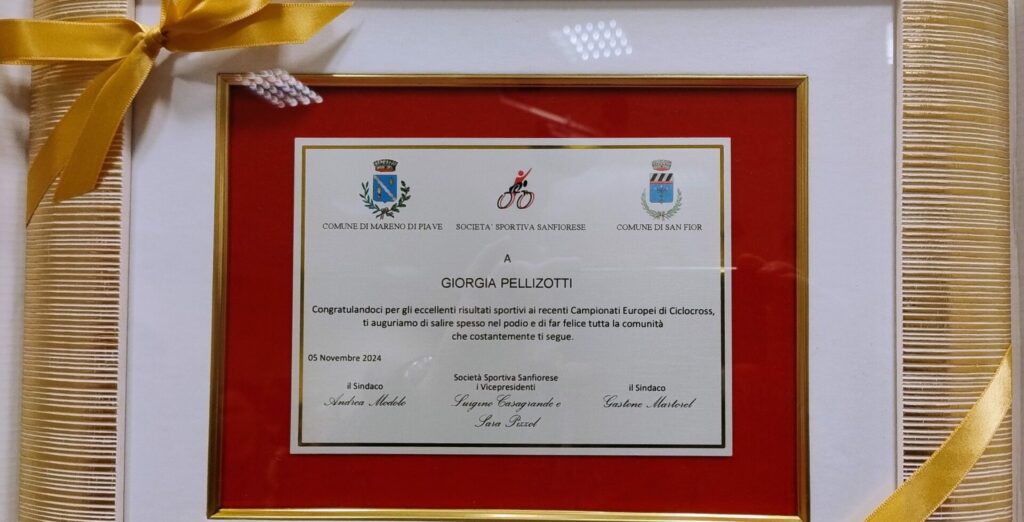 COMUNE DI MARENO DI PIAVE
SOCIETA' SPORTIVA SANFIORESE
COMUNE DI SAN FIOR
A
GIORGIA PELLIZOTTI
Congratulandoci per gli eccellenti risultati sportivi ai recenti Campionati Europei di Ciclocross,
ti auguriamo di salire spesso nel podio e di far felice tutta la comunità
che costantemente ti segue.
05 Novembre 2024
il Sindaco
Andrea Modolo
Società Sportiva Sanfiorese
i Vicepresidenti
Luigino Casagrande e
Sara Pizzol
il Sindaco
Gastone Martorel